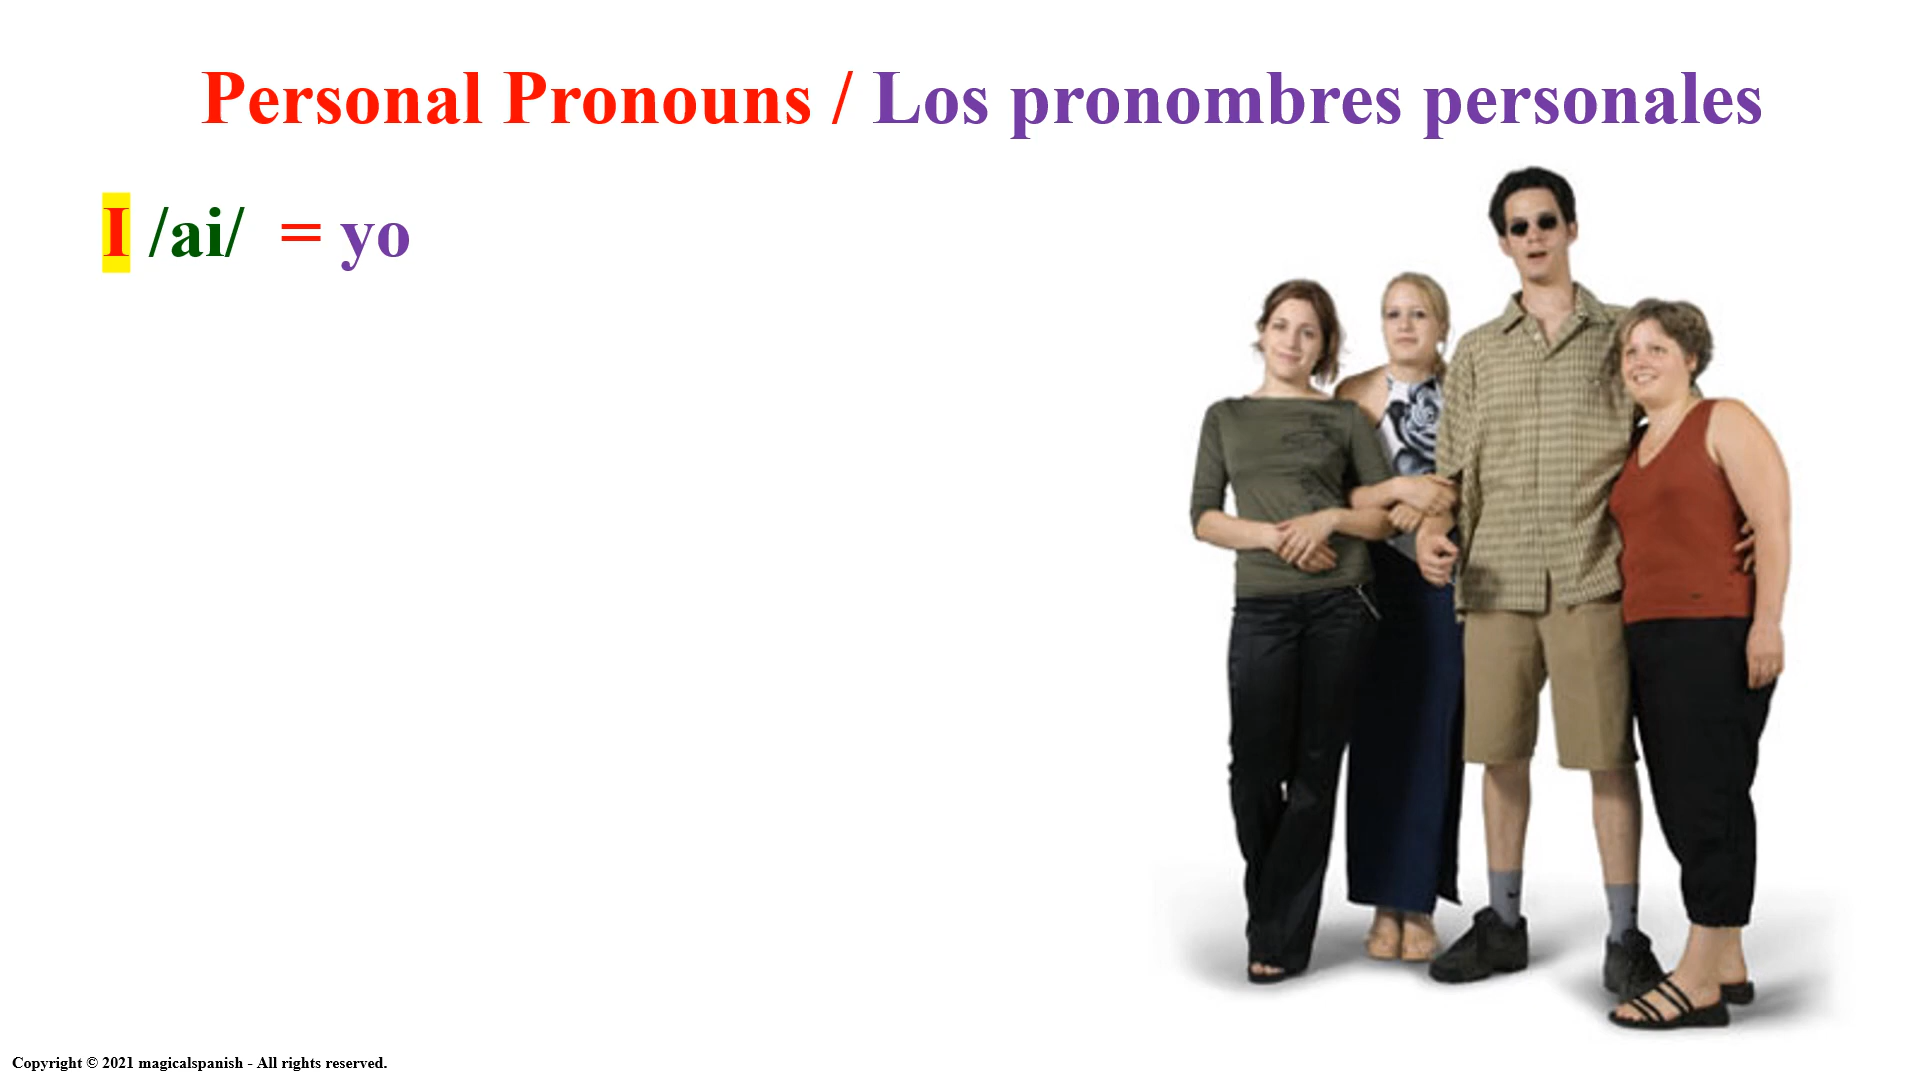 Personal Pronouns / Los pronombres personales
I /ai/ = yo
Copyright © 2021 magicalspanish - All rights reserved.